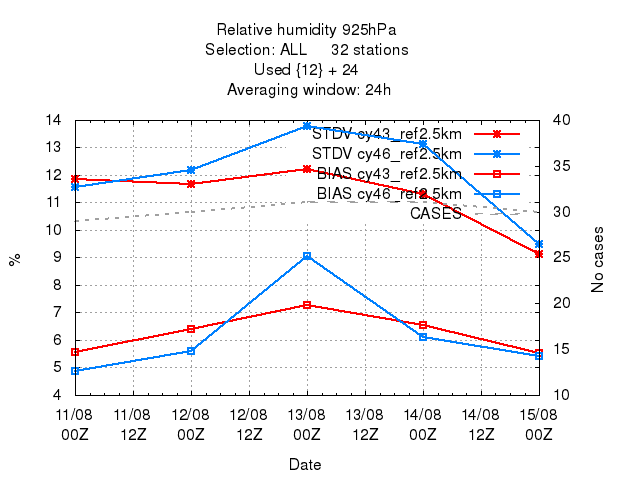 Relative humidity 925hPa
Selection: ALL 32 stations
Used {12} + 24
Averaging window: 24h
14 13 12 11 10 9 8 7 6 5 4
%
40 35 30 25 20 15 10
No cases
STDV cy43_ref2.5km
STDV cy46_ref2.5km
BIAS cy43_ref2.5km
BIAS cy46_ref2.5km
CASES
11/08 11/08 12/08 12/08 13/08 13/08 14/08 14/08 15/08
00Z 12Z 00Z 12Z 00Z 12Z 00Z 12Z 00Z
Date